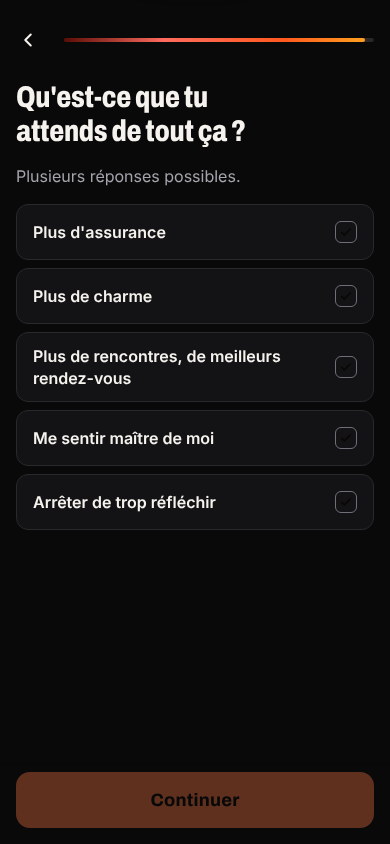 Qu'est-ce que tu
attends de tout ça ?
Plusieurs réponses possibles.
Plus d'assurance
Plus de charme
Plus de rencontres, de meilleurs
rendez-vous
Me sentir maître de moi
Arrêter de trop réfléchir
Continuer